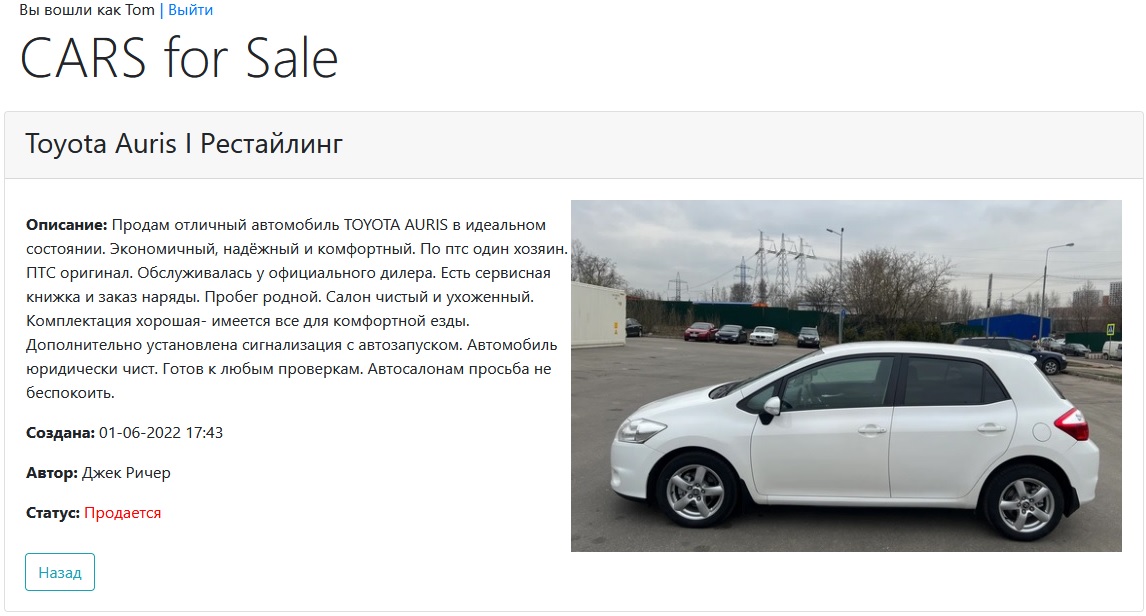 Вы вошли как Tom | Выйти
CARS for Sale
Toyota Auris I Рестайлинг
Описание: Продам отличный автомобиль TOYOTA AURIS в идеальном
состоянии. Экономичный, надёжный и комфортный. По птс один хозяин.
ПТС оригинал. Обслуживалась у официального дилера. Есть сервисная
книжка и заказ наряды. Пробег родной. Салон чистый и ухоженный.
Комплектация хорошая- имеется все для комфортной езды.
Дополнительно установлена сигнализация с автозапуском. Автомобиль
юридически чист. Готов к любым проверкам. Автосалонам просьба не
беспокоить.
Создана: 01-06-2022 17:43
Автор: Джек Ричер
Статус: Продается
Назад